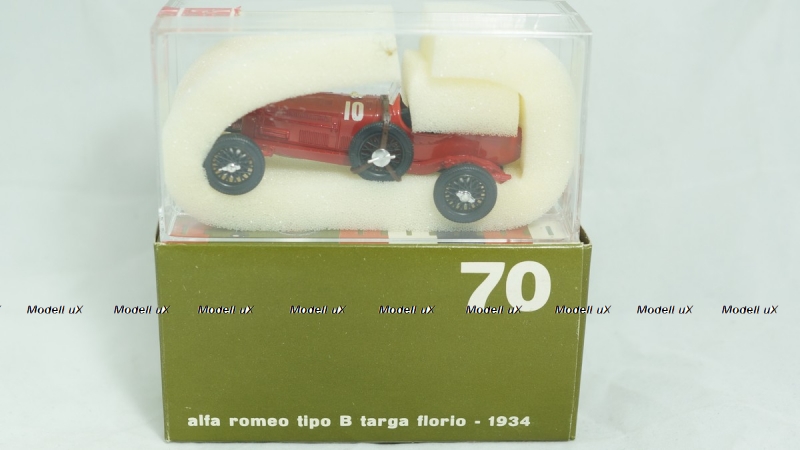 10
70
Modell uX Modell uX Modell uX Modell uX Modell uX Modell uX Modell uX Modell uX Modell uX
alfa romeo tipo B targa florio - 1934